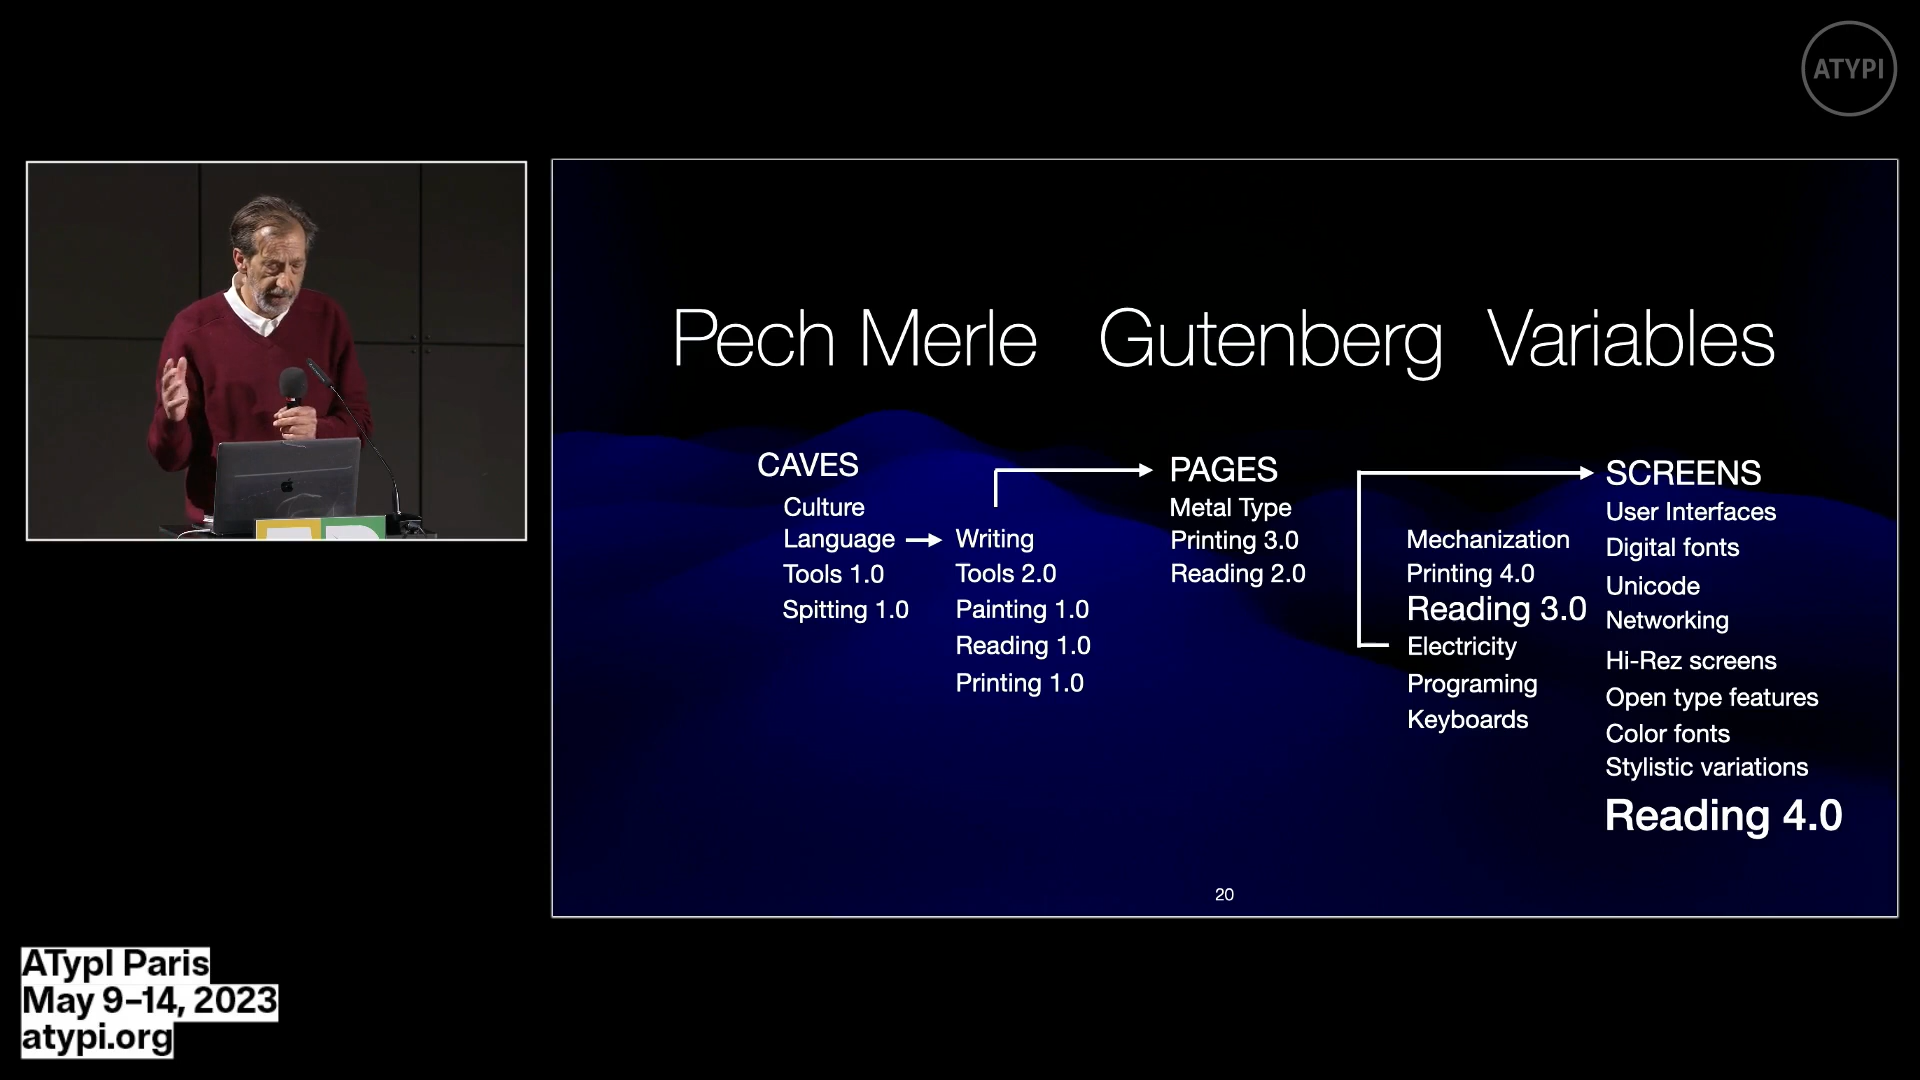 ATYPI
Pech Merle Gutenberg Variables
CAVES
Culture
Language
Tools 1.0
Spitting 1.0
Writing
Tools 2.0
Painting 1.0
Reading 1.0
Printing 1.0
PAGES
Metal Type
Printing 3.0
Reading 2.0
Mechanization
Printing 4.0
Reading 3.0
Electricity
Programing
Keyboards
SCREENS
User Interfaces
Digital fonts
Unicode
Networking
Hi-Rez screens
Open type features
Color fonts
Stylistic variations
Reading 4.0
20
ATypI Paris
May 9–14, 2023
atypi.org